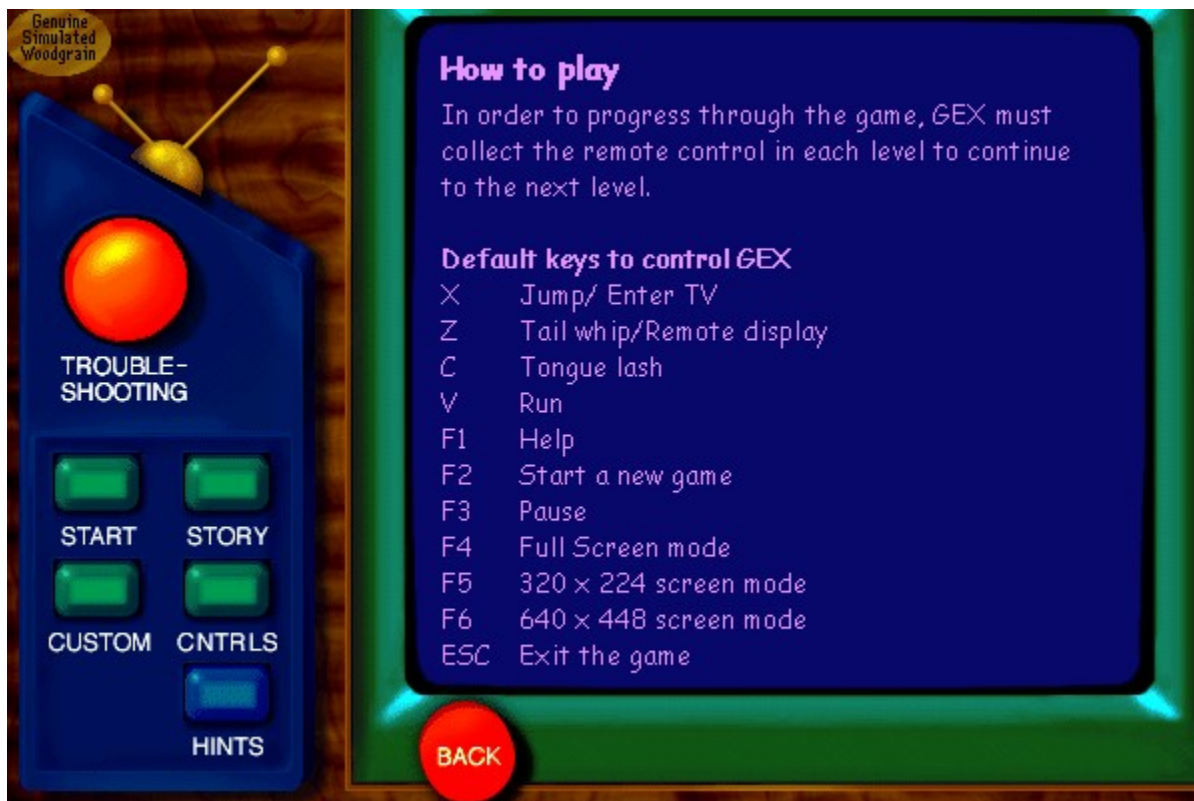 Genuine
Simulated
Woodgrain
TROUBLE-
SHOOTING
START STORY
CUSTOM CNTRLS
HINTS
How to play
In order to progress through the game, GEX must
collect the remote control in each level to continue
to the next level.
Default keys to control GEX
X Jump/ Enter TV
Z Tail whip/Remote display
C Tongue lash
V Run
F1 Help
F2 Start a new game
F3 Pause
F4 Full Screen mode
F5 320 x 224 screen mode
F6 640 x 448 screen mode
ESC Exit the game
BACK